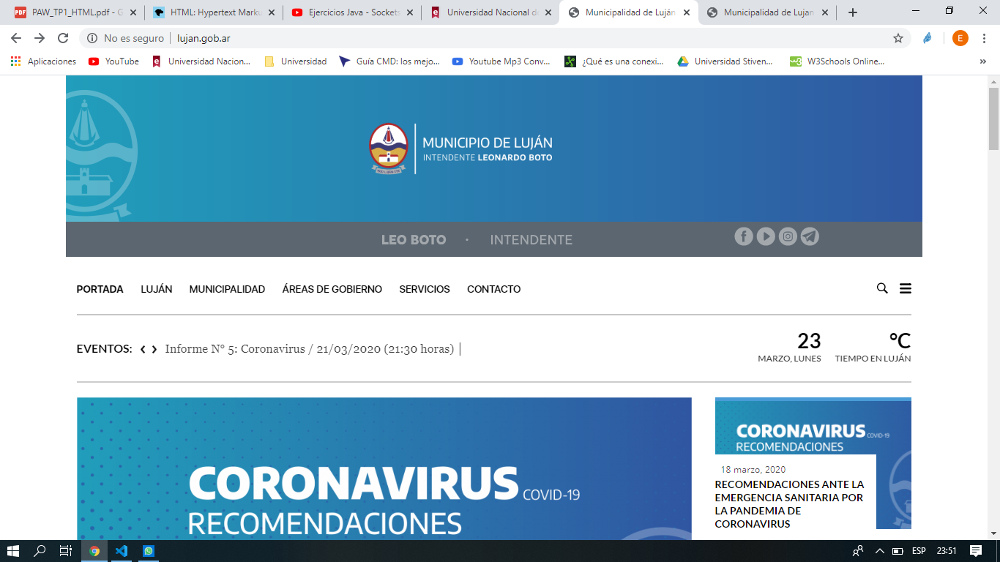 PAW_TP1_HTML.pdf - G
HTML: Hypertext Marku
Ejercicios Java - Sockets
Universidad Nacional d
Municipalidad de Luján
Municipalidad de Lujan
No es seguro
lujan.gob.ar
E
Aplicaciones
YouTube
Universidad Nacion...
Universidad
Guía CMD: los mejo...
Youtube Mp3 Conv...
¿Qué es una conexi...
Universidad Stiven...
W3Schools Online...
»
MUNICIPIO DE LUJÁN
INTENDENTE LEONARDO BOTO
LEO BOTO · INTENDENTE
PORTADA LUJÁN MUNICIPALIDAD ÁREAS DE GOBIERNO SERVICIOS CONTACTO
EVENTOS: Informe N° 5: Coronavirus / 21/03/2020 (21:30 horas) |
23
MARZO, LUNES
°C
TIEMPO EN LUJÁN
CORONAVIRUS COVID-19
RECOMENDACIONES
CORONAVIRUS COVID-19
RECOMENDACIONES
18 marzo, 2020
RECOMENDACIONES ANTE LA
EMERGENCIA SANITARIA POR
LA PANDEMIA DE
CORONAVIRUS
ESP
23:51